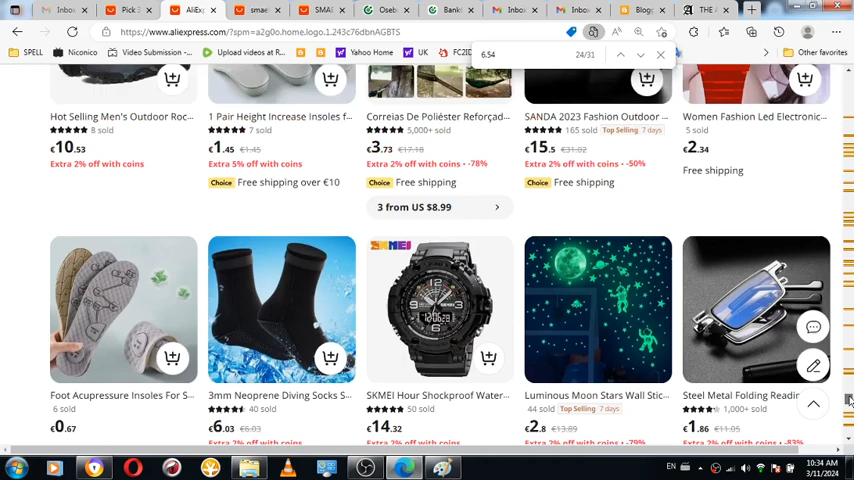 Inbox
Pick 3
AliExp
smae
SMAE
Oseb
Bank
Inbox
Inbox
Blog
THE A
https://www.aliexpress.com/?spm=a2g0o.home.logo.1.243c76dbnAGBTS
SPELL
Niconico
Video Submission -...
Upload videos at R...
Yahoo Home
UK
FC2ID
Other favorites
6.54
24/31
Hot Selling Men's Outdoor Roc...
8 sold
€10.53
Extra 2% off with coins
1 Pair Height Increase Insoles f...
7 sold
€1.45 €1.45
Extra 5% off with coins
Choice Free shipping over €10
Correias De Poliéster Reforçad...
5,000+ sold
€3.73 €17.18
Extra 2% off with coins • -78%
Choice Free shipping
3 from US $8.99
SANDA 2023 Fashion Outdoor ...
165 sold Top Selling 7 days
€15.5 €31.02
Extra 2% off with coins • -50%
Choice Free shipping
Women Fashion Led Electronic...
5 sold
€2.34
Free shipping
Foot Acupressure Insoles For S...
6 sold
€0.67
3mm Neoprene Diving Socks S...
40 sold
€6.03 €6.03
Extra 2% off with coins
SKMEI
SKMEI Hour Shockproof Water...
50 sold
€14.32
Extra 2% off with coins
Luminous Moon Stars Wall Stic...
44 sold Top Selling 7 days
€2.8 €13.89
Extra 2% off with coins • -79%
Steel Metal Folding Readin
1,000+ sold
€1.86 €11.05
Extra 2% off with coins • -83%
EN
10:34 AM
3/11/2024